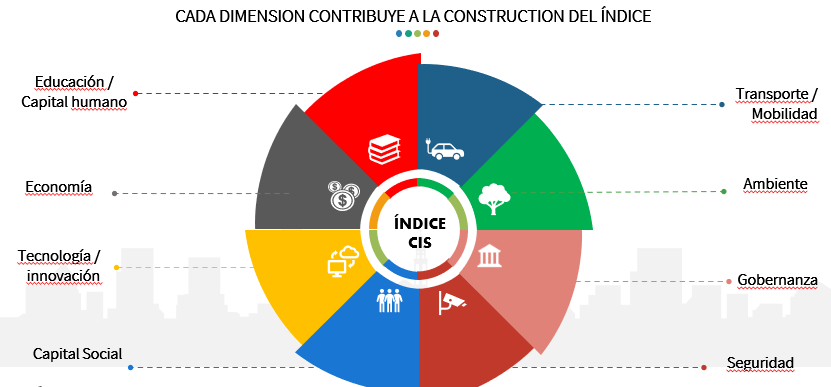 CADA DIMENSION CONTRIBUYE A LA CONSTRUCTION DEL ÍNDICE
Educación /
Capital humano
Transporte /
Mobilidad
Economía
Ambiente
ÍNDICE
CIS
Tecnología /
innovación
Gobernanza
Capital Social
Seguridad